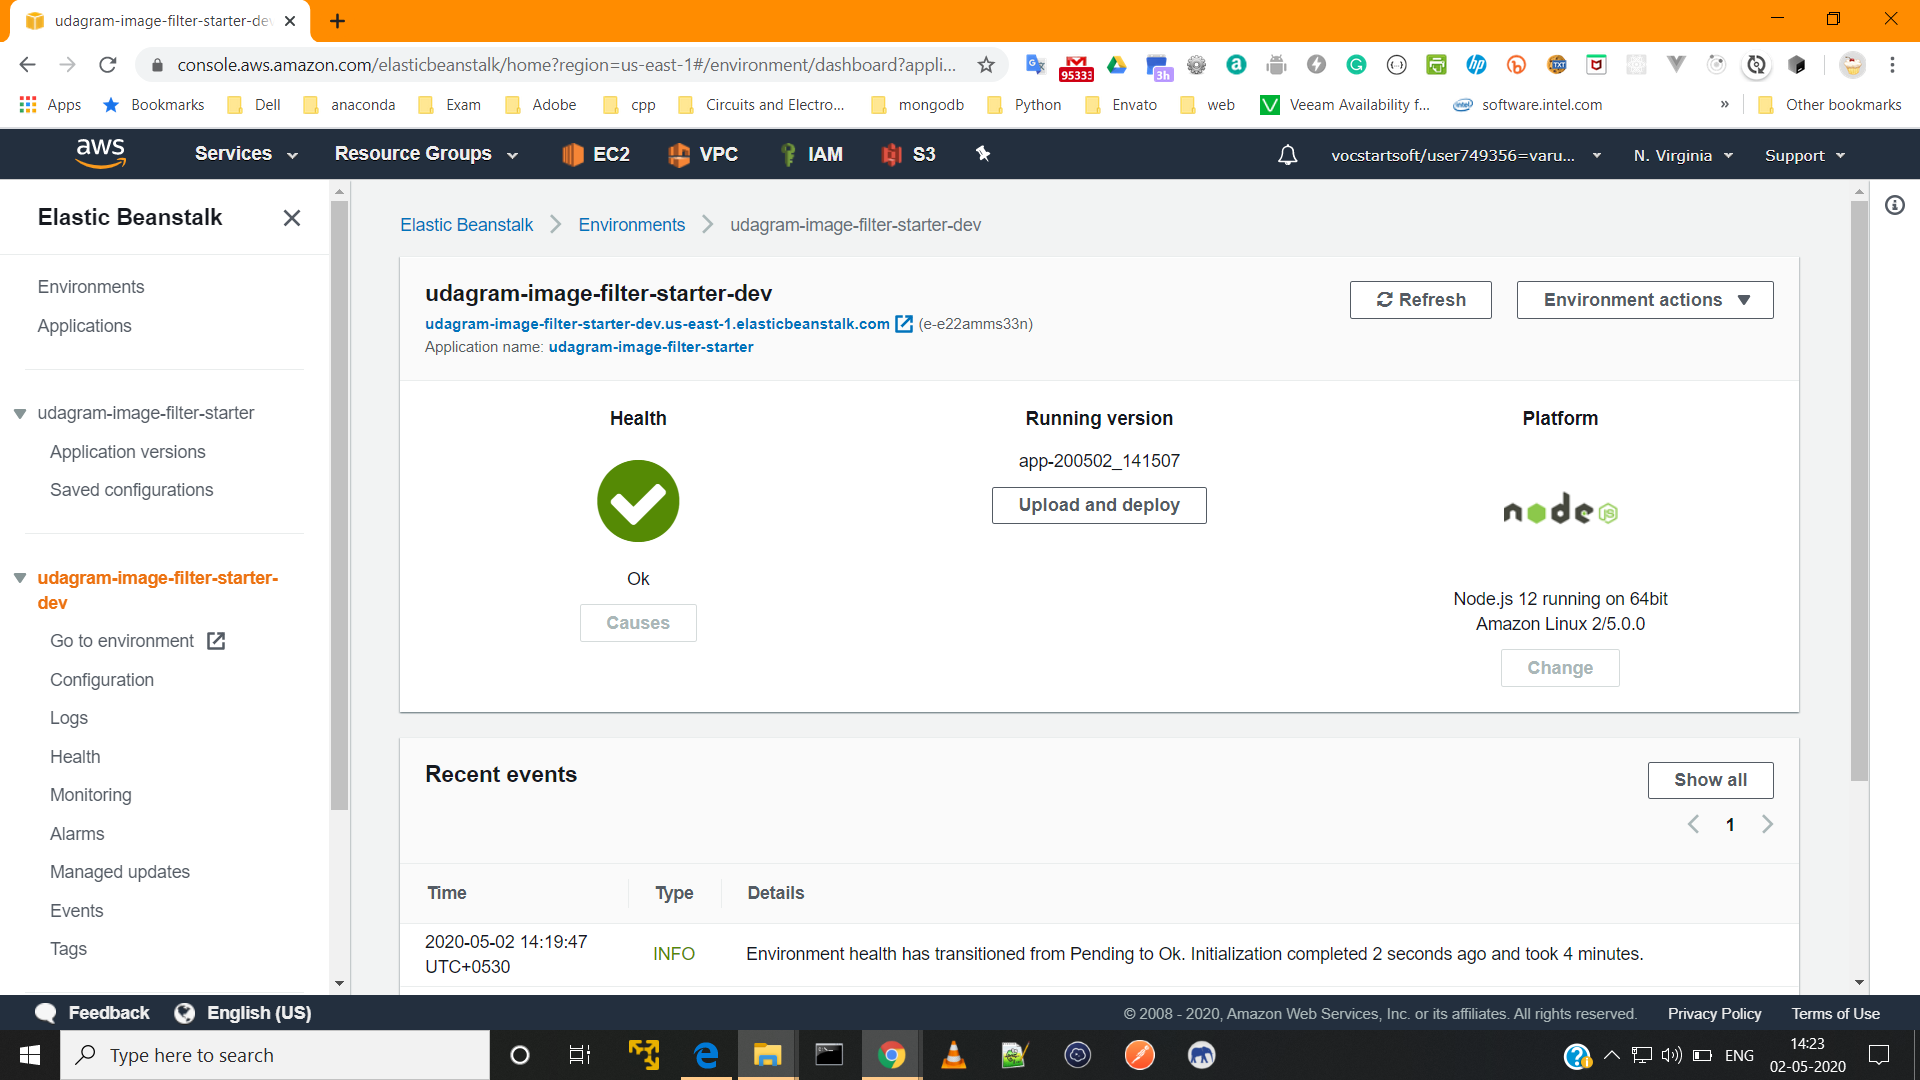 udagram-image-filter-starter-de
console.aws.amazon.com/elasticbeanstalk/home?region=us-east-1#/environment/dashboard?appli...
95333
3h
Apps
Bookmarks
Dell
anaconda
Exam
Adobe
cpp
Circuits and Electro...
mongodb
Python
Envato
web
Veeam Availability f...
software.intel.com
»
Other bookmarks
aws
Services
Resource Groups
EC2
VPC
IAM
S3
vocstartsoft/user749356=varu...
N. Virginia
Support
Elastic Beanstalk
Environments
Applications
udagram-image-filter-starter
Application versions
Saved configurations
udagram-image-filter-starter-
dev
Go to environment
Configuration
Logs
Health
Monitoring
Alarms
Managed updates
Events
Tags
Elastic Beanstalk
Environments
udagram-image-filter-starter-dev
udagram-image-filter-starter-dev
udagram-image-filter-starter-dev.us-east-1.elasticbeanstalk.com (e-e22amms33n)
Application name: udagram-image-filter-starter
Refresh
Environment actions
Health
Ok
Causes
Running version
app-200502_141507
Upload and deploy
Platform
node JS
Node.js 12 running on 64bit
Amazon Linux 2/5.0.0
Change
Recent events
Show all
1
Time Type Details
2020-05-02 14:19:47
UTC+0530
INFO
Environment health has transitioned from Pending to Ok. Initialization completed 2 seconds ago and took 4 minutes.
Feedback
English (US)
© 2008 - 2020, Amazon Web Services, Inc. or its affiliates. All rights reserved.
Privacy Policy
Terms of Use
Type here to search
ENG
14:23
02-05-2020